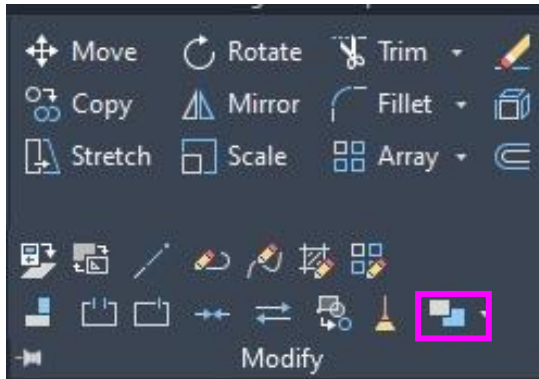 Move Rotate Trim
Copy Mirror Fillet
Stretch Scale Array
Modify